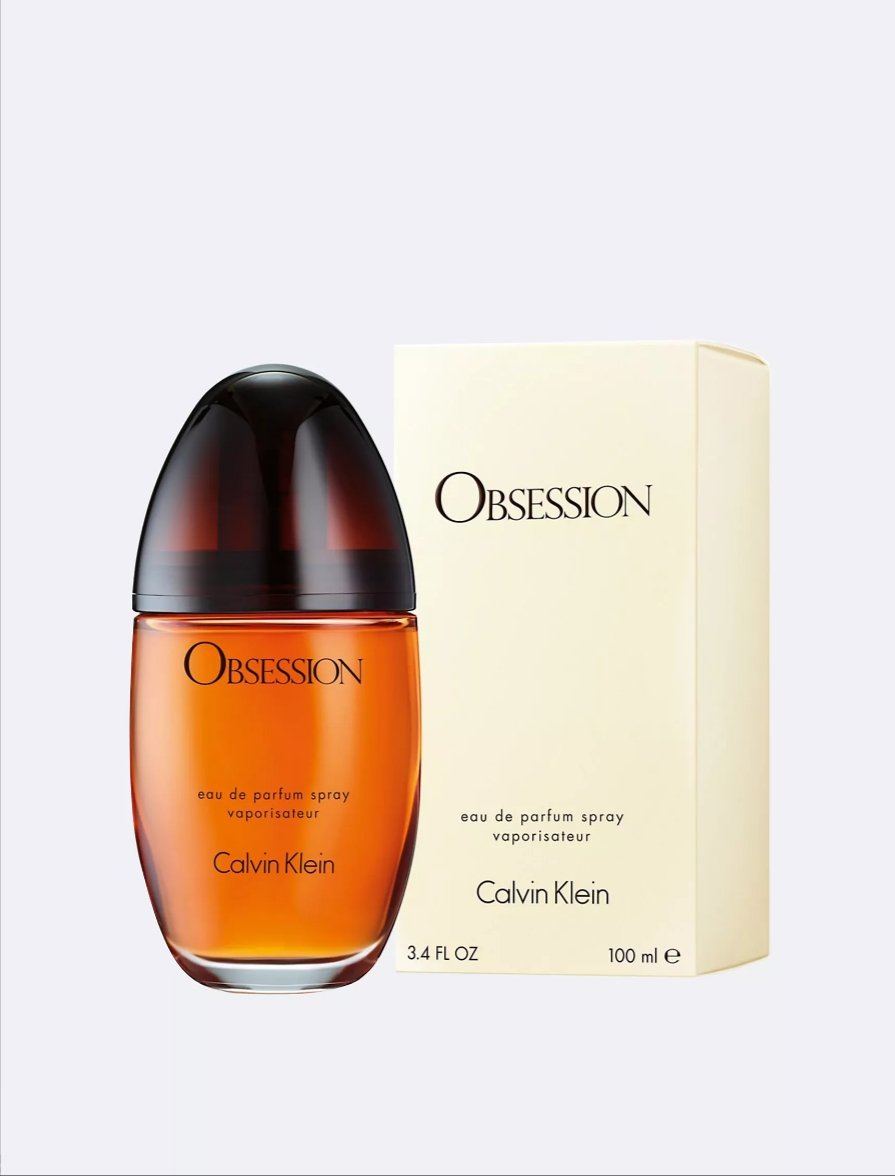 OBSESSION
eau de parfum spray
vaporisateur
Calvin Klein
OBSESSION
eau de parfum spray
vaporisateur
Calvin Klein
3.4 FL OZ 100 ml ℮